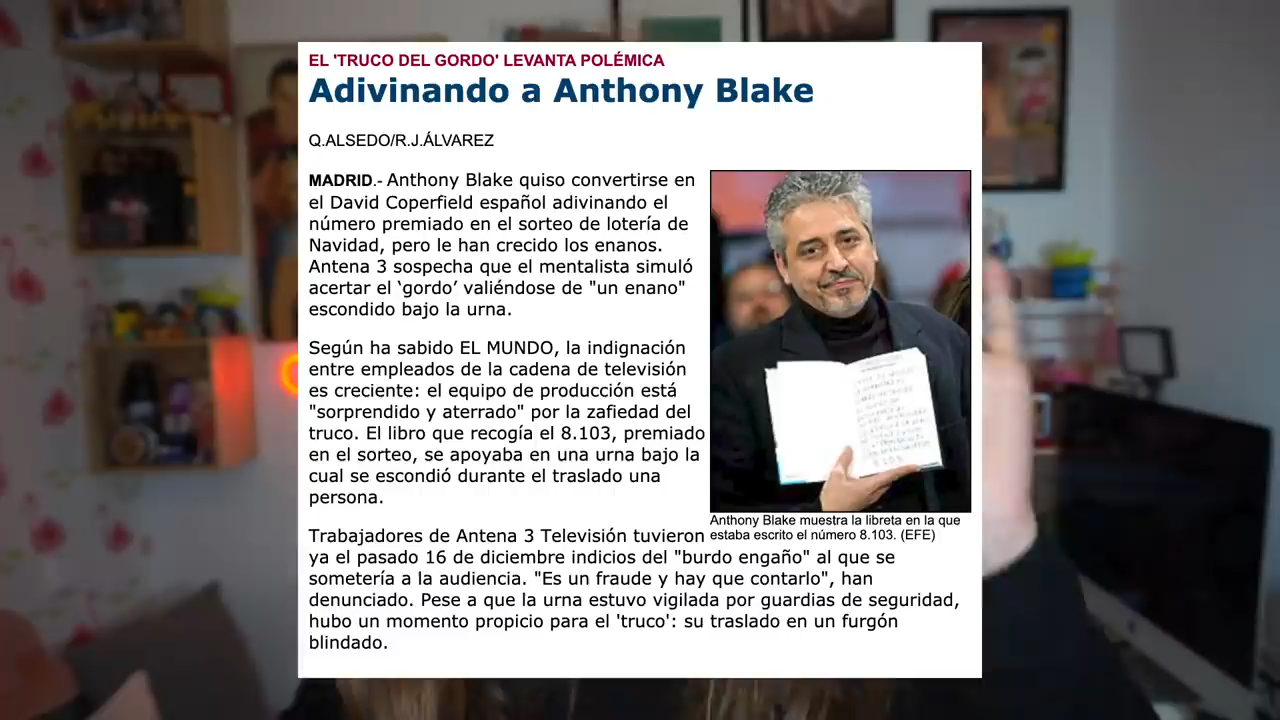 EL 'TRUCO DEL GORDO' LEVANTA POLÉMICA
Adivinando a Anthony Blake
Q.ALSEDO/R.J.ÁLVAREZ
MADRID.- Anthony Blake quiso convertirse en
el David Coperfield español adivinando el
número premiado en el sorteo de lotería de
Navidad, pero le han crecido los enanos.
Antena 3 sospecha que el mentalista simuló
acertar el ‘gordo’ valiéndose de "un enano"
escondido bajo la urna.
Según ha sabido EL MUNDO, la indignación
entre empleados de la cadena de televisión
es creciente: el equipo de producción está
"sorprendido y aterrado" por la zafiedad del
truco. El libro que recogía el 8.103, premiado
en el sorteo, se apoyaba en una urna bajo la
cual se escondió durante el traslado una
persona.
Anthony Blake muestra la libreta en la que
estaba escrito el número 8.103. (EFE)
Trabajadores de Antena 3 Televisión tuvieron
ya el pasado 16 de diciembre indicios del "burdo engaño" al que se
sometería a la audiencia. "Es un fraude y hay que contarlo", han
denunciado. Pese a que la urna estuvo vigilada por guardias de seguridad,
hubo un momento propicio para el 'truco': su traslado en un furgón
blindado.